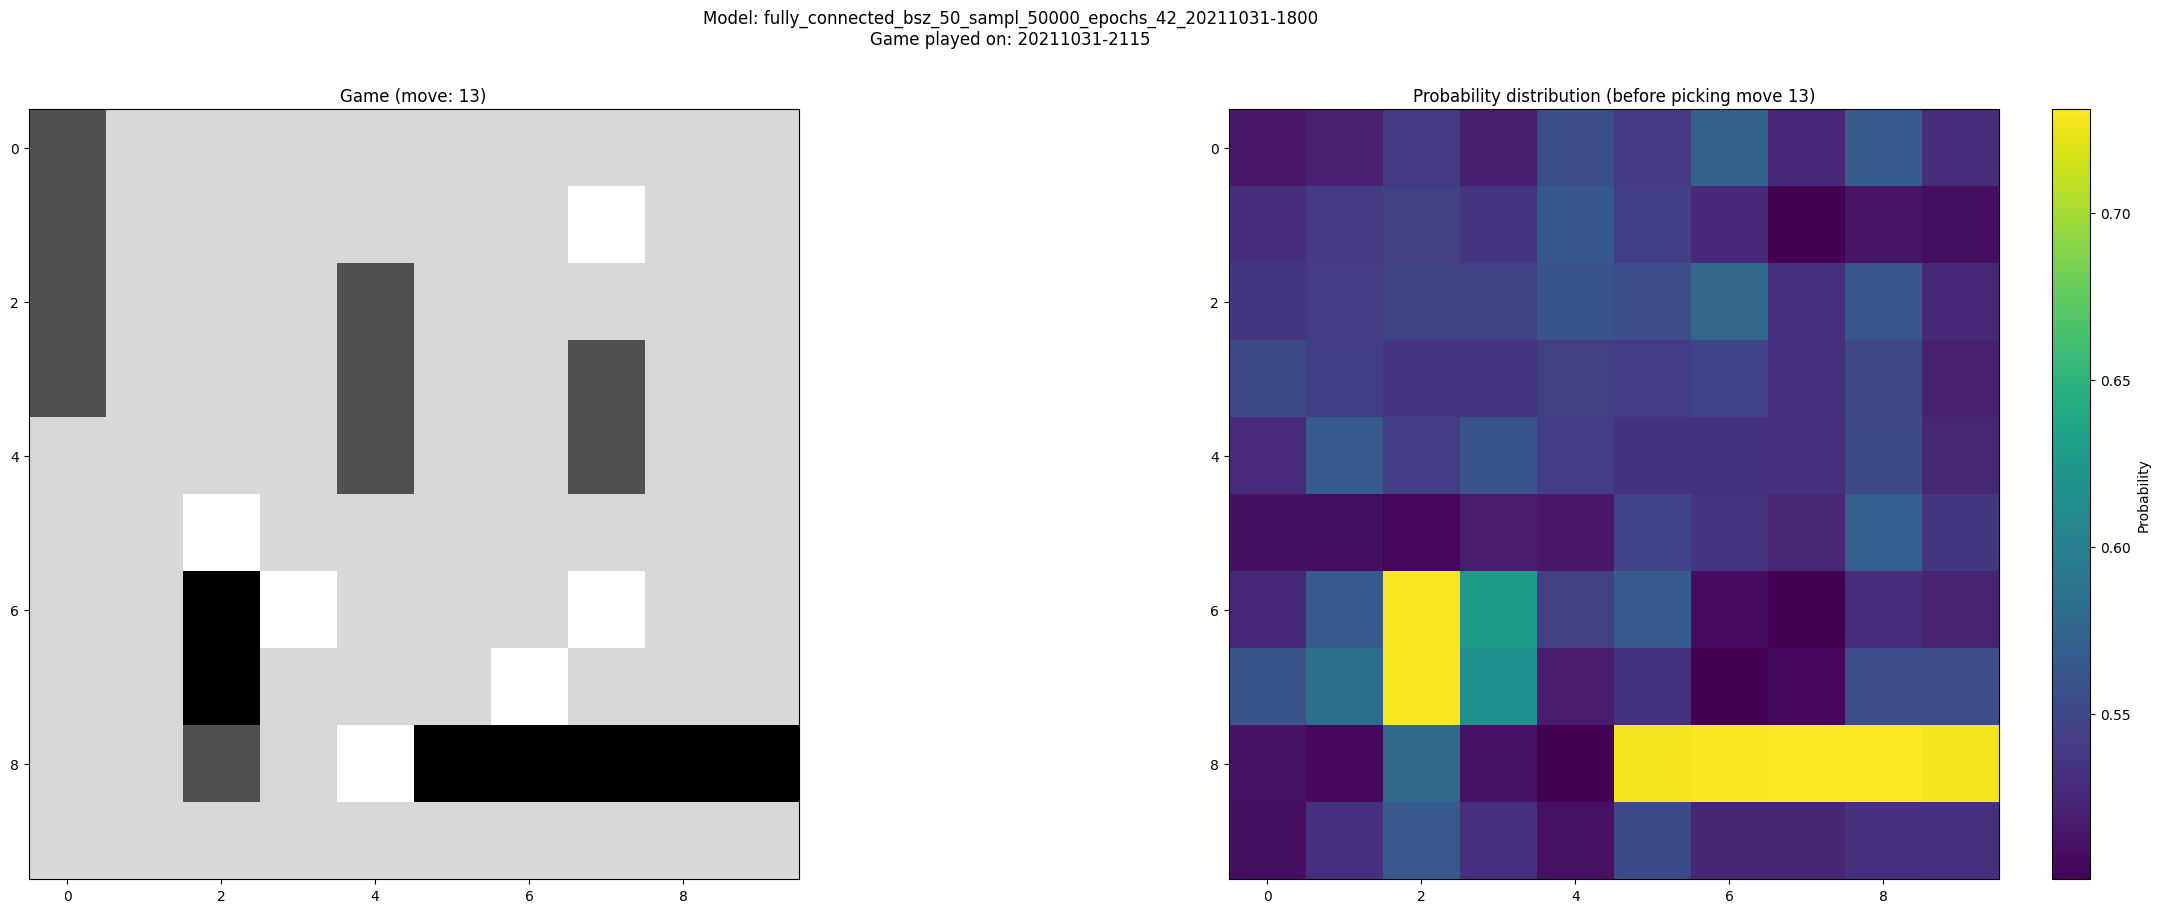 Model: fully_connected_bsz_50_sampl_50000_epochs_42_20211031-1800
Game played on: 20211031-2115
Game (move: 13)
0
2
4
6
8
0 2 4 6 8
Probability distribution (before picking move 13)
0
2
4
6
8
0 2 4 6 8
0.70
0.65
0.60
0.55
Probability